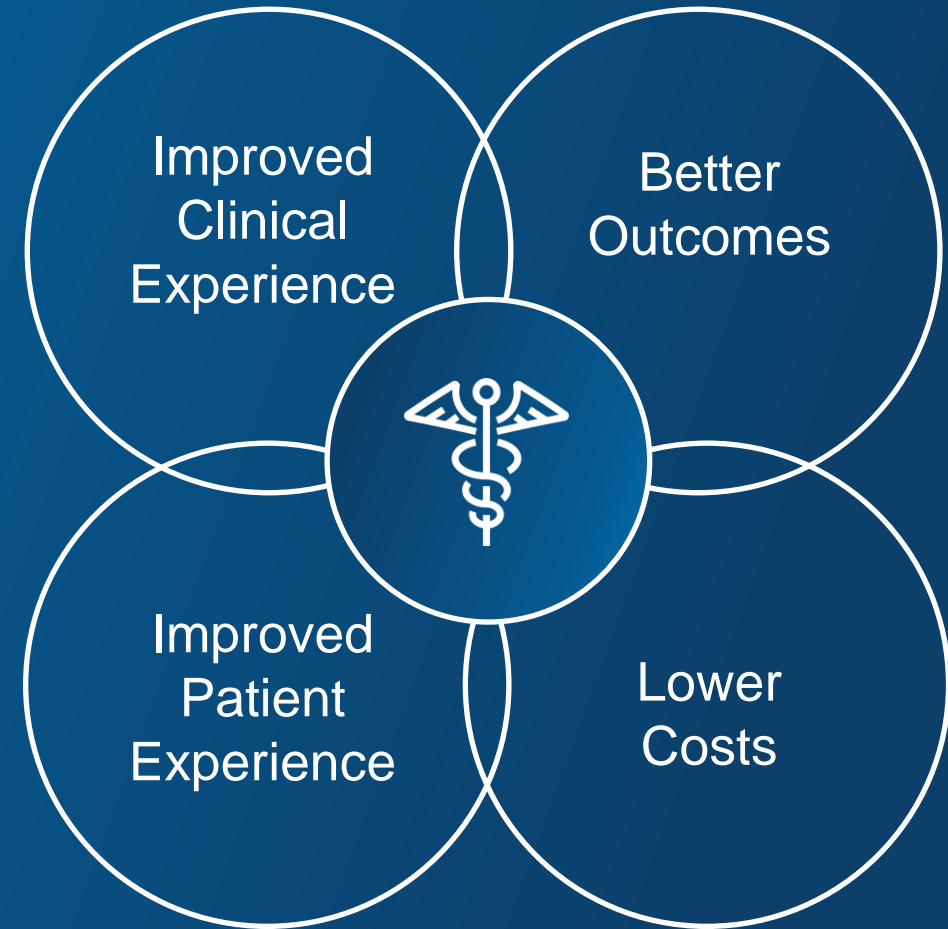 Improved
Clinical
Experience
Better
Outcomes
Improved
Patient
Experience
Lower
Costs